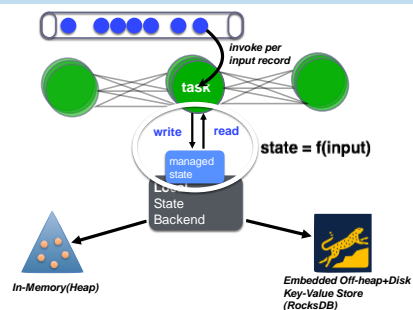 invoke per
input record
task
write
read
state = f(input)
managed
state
Local
State
Backend
In-Memory(Heap)
Embedded Off-heap+Disk
Key-Value Store
(RocksDB)